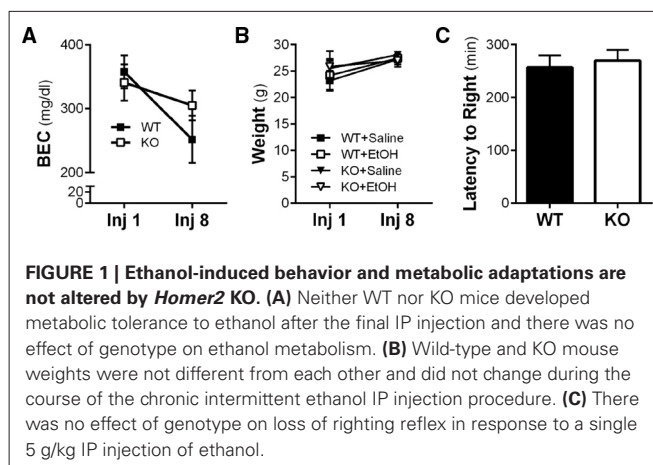 A
B
C
400
300
200
20
0
BEC (mg/dl)
WT
KO
Inj 1
Inj 8
30
25
20
15
10
5
0
Weight (g)
WT+Saline
WT+EtOH
KO+Saline
KO+EtOH
Inj 1
Inj 8
300
200
100
0
Latency to Right (min)
WT
KO
FIGURE 1 | Ethanol-induced behavior and metabolic adaptations are
not altered by Homer2 KO. (A) Neither WT nor KO mice developed
metabolic tolerance to ethanol after the final IP injection and there was no
effect of genotype on ethanol metabolism. (B) Wild-type and KO mouse
weights were not different from each other and did not change during the
course of the chronic intermittent ethanol IP injection procedure. (C) There
was no effect of genotype on loss of righting reflex in response to a single
5 g/kg IP injection of ethanol.